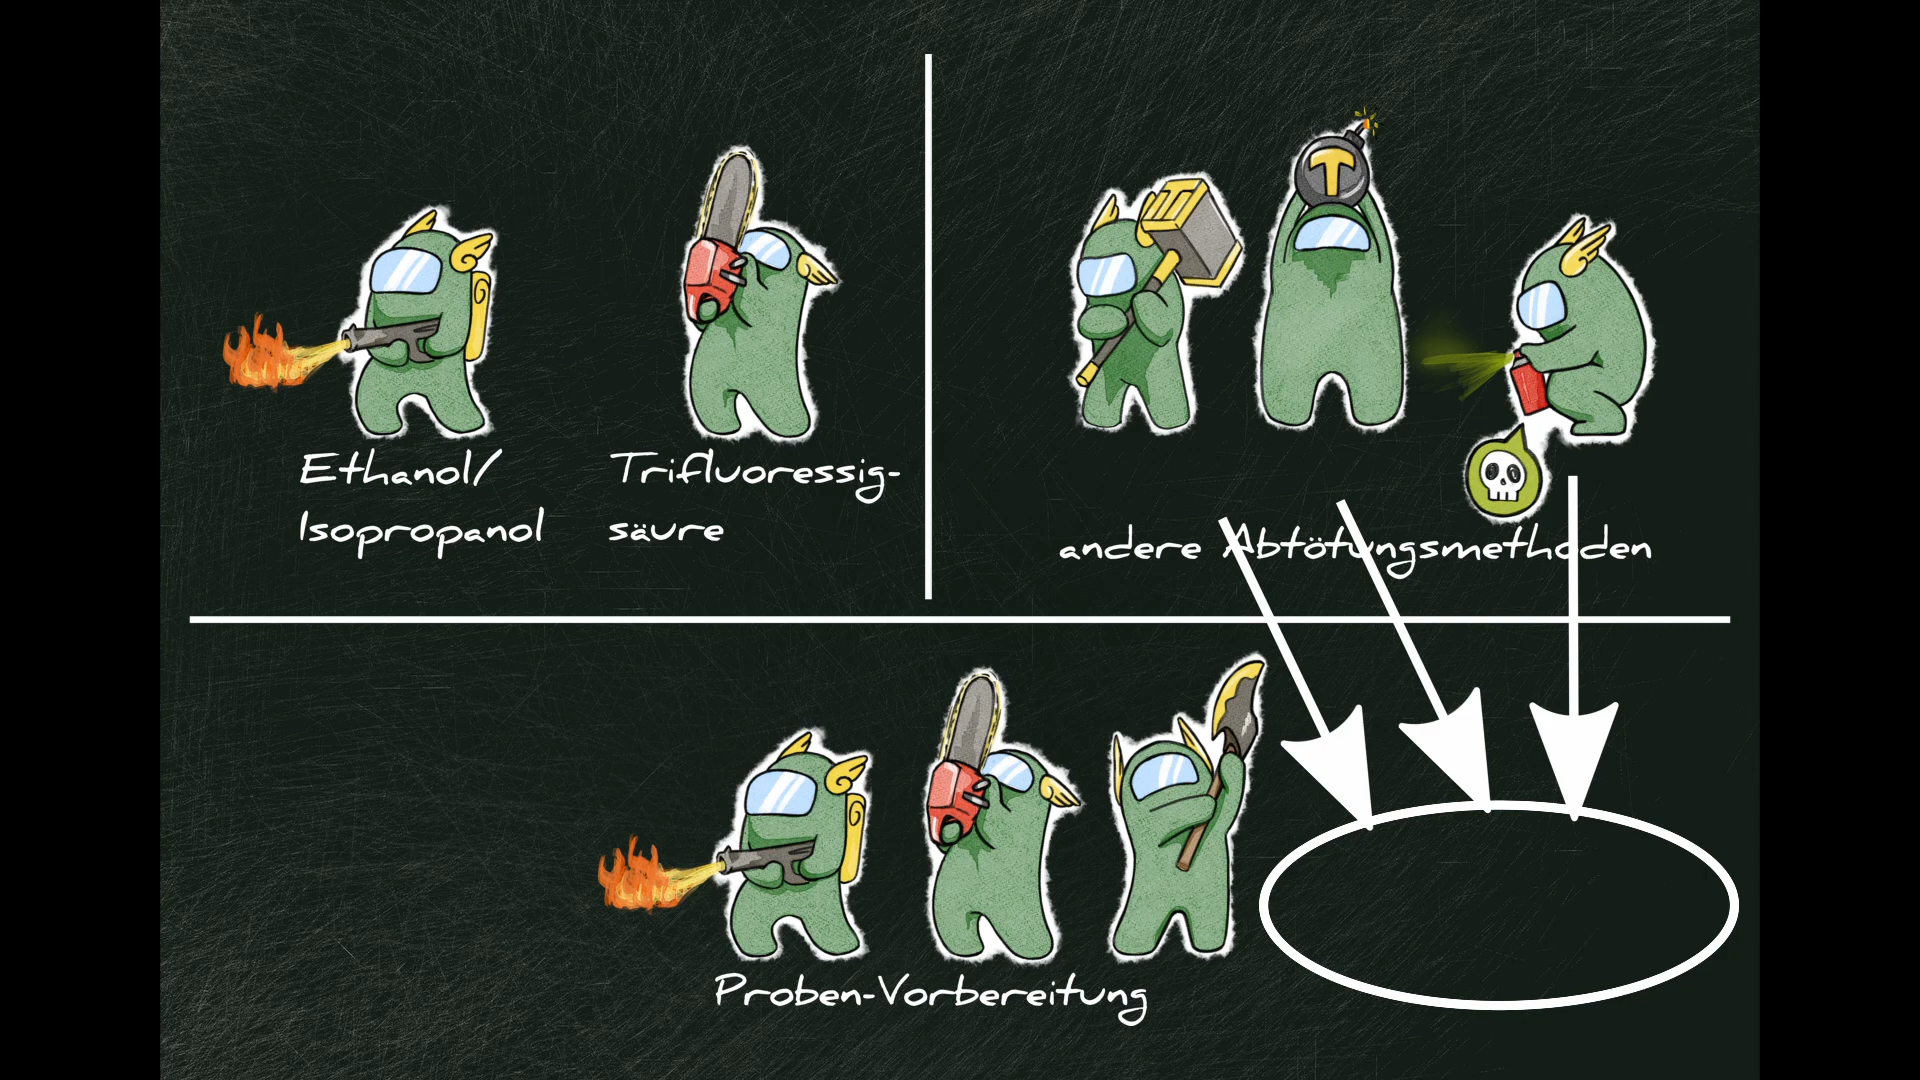 Ethanol/
Isopropanol
Trifluoressig-
säure
T
T
andere Abtötungsmethoden
Proben-Vorbereitung